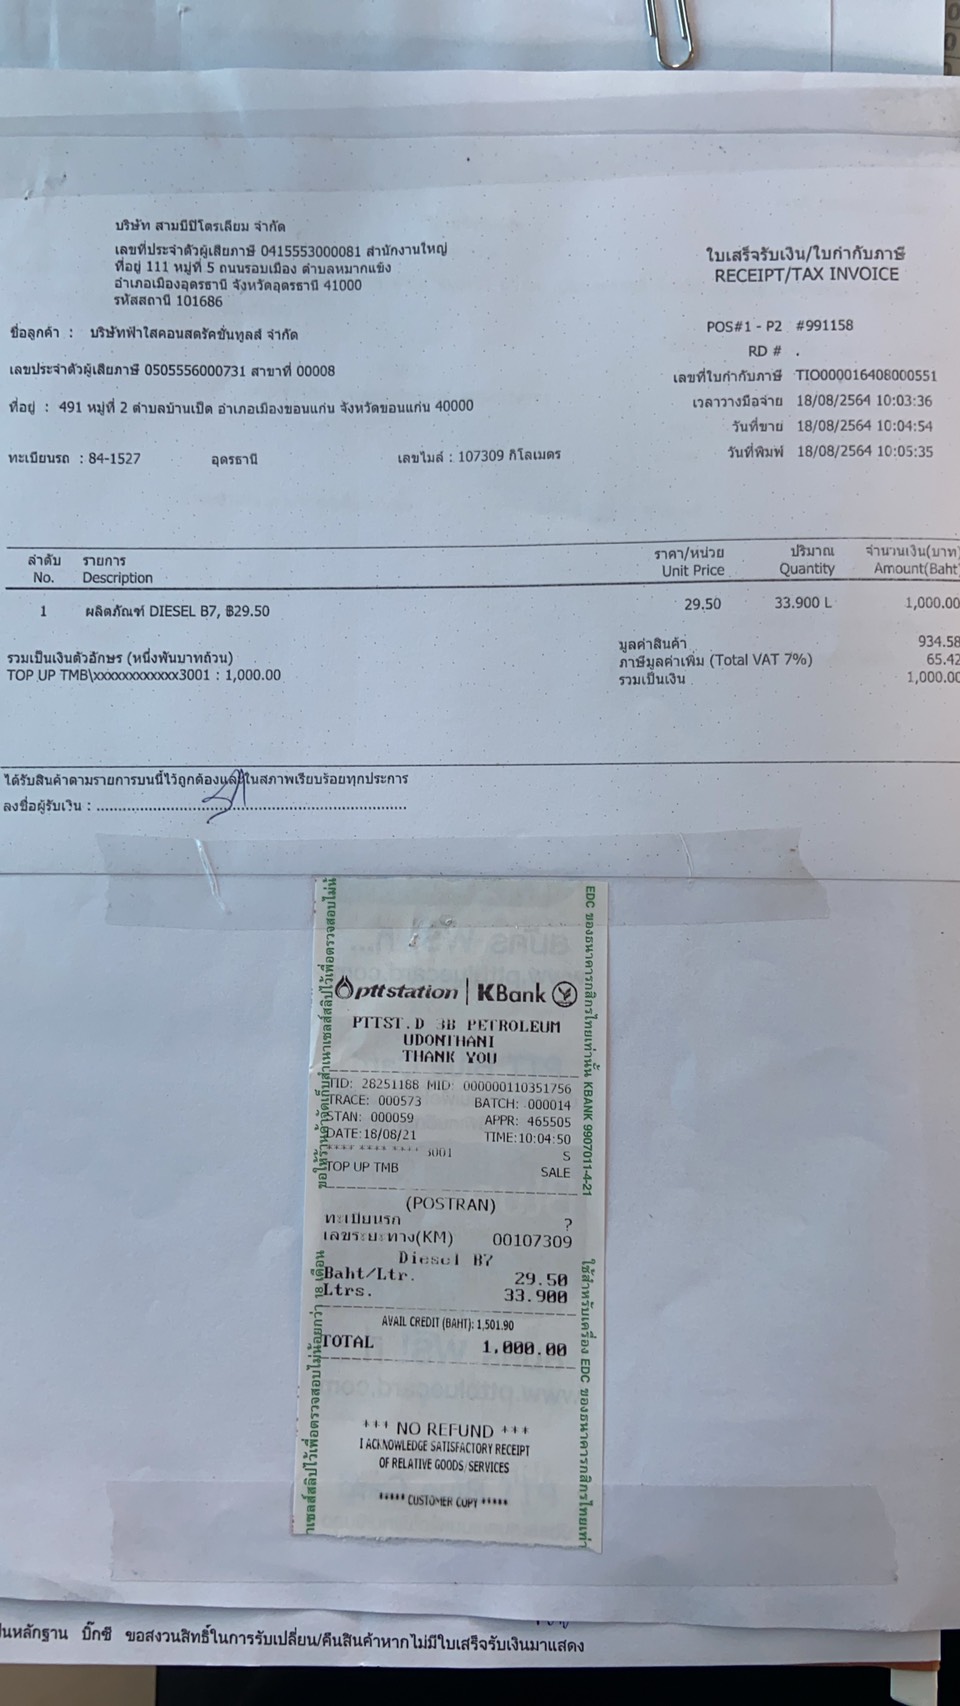 บริษัท สามบีปิโตรเลียม จำกัด
เลขที่ประจำตัวผู้เสียภาษี 0415553000081 สำนักงานใหญ่
ที่อยู่ 111 หมู่ที่ 5 ถนนรอบเมือง ตำบลหมากแข้ง
อำเภอเมืองอุดรธานี จังหวัดอุดรธานี 41000
รหัสสถานี 101686
ใบเสร็จรับเงิน/ใบกำกับภาษี
RECEIPT/TAX INVOICE
ชื่อลูกค้า : บริษัทฟ้าใสคอนสตรัคชั่นทูลส์ จำกัด
POS#1 - P2 #991158
RD # .
เลขประจำตัวผู้เสียภาษี 0505556000731 สาขาที่ 00008
เลขที่ใบกำกับภาษี TIO000016408000551
ที่อยู่ : 491 หมู่ที่ 2 ตำบลบ้านเป็ด อำเภอเมืองขอนแก่น จังหวัดขอนแก่น 40000
เวลาวางมือจ่าย 18/08/2564 10:03:36
วันที่ขาย 18/08/2564 10:04:54
ทะเบียนรถ : 84-1527 อุดรธานี เลขไมล์ : 107309 กิโลเมตร
วันที่พิมพ์ 18/08/2564 10:05:35
ลำดับ รายการ ราคา/หน่วย ปริมาณ จำนวนเงิน(บาท)
No. Description Unit Price Quantity Amount(Baht
1 ผลิตภัณฑ์ DIESEL B7, ฿29.50 29.50 33.900 L 1,000.00
มูลค่าสินค้า 934.58
รวมเป็นเงินตัวอักษร (หนึ่งพันบาทถ้วน)
ภาษีมูลค่าเพิ่ม (Total VAT 7%) 65.42
TOP UP TMB\xxxxxxxxxxxx3001 : 1,000.00
รวมเป็นเงิน 1,000.00
ได้รับสินค้าตามรายการบนนี้ไว้ถูกต้องและในสภาพเรียบร้อยทุกประการ
ลงชื่อผู้รับเงิน :
pttstation | KBank
PTTST.D 3B PETROLEUM
UDONTHANI
THANK YOU
TID: 28251188 MID: 000000110351756
TRACE: 000573 BATCH: 000014
STAN: 000059 APPR: 465505
DATE:18/08/21 TIME:10:04:50
**** **** **** 3001 S
TOP UP TMB SALE
(POSTRAN)
ทะเบียนรถ ?
เลขระยะทาง(KM) 00107309
Diesel B7
Baht/Ltr. 29.50
Ltrs. 33.900
AVAIL CREDIT (BAHT): 1,501.90
TOTAL 1,000.00
*** NO REFUND ***
I ACKNOWLEDGE SATISFACTORY RECEIPT
OF RELATIVE GOODS/SERVICES
***** CUSTOMER COPY *****
EDC ของธนาคารกสิกรไทยเท่านั้น KBANK 9907011-4-21
ใช้สำหรับเครื่อง EDC ของธนาคารกสิกรไทยเท่า
หลักฐาน บิ๊กซี ขอสงวนสิทธิ์ในการรับเปลี่ยน/คืนสินค้าหากไม่มีใบเสร็จรับเงินมาแสดง